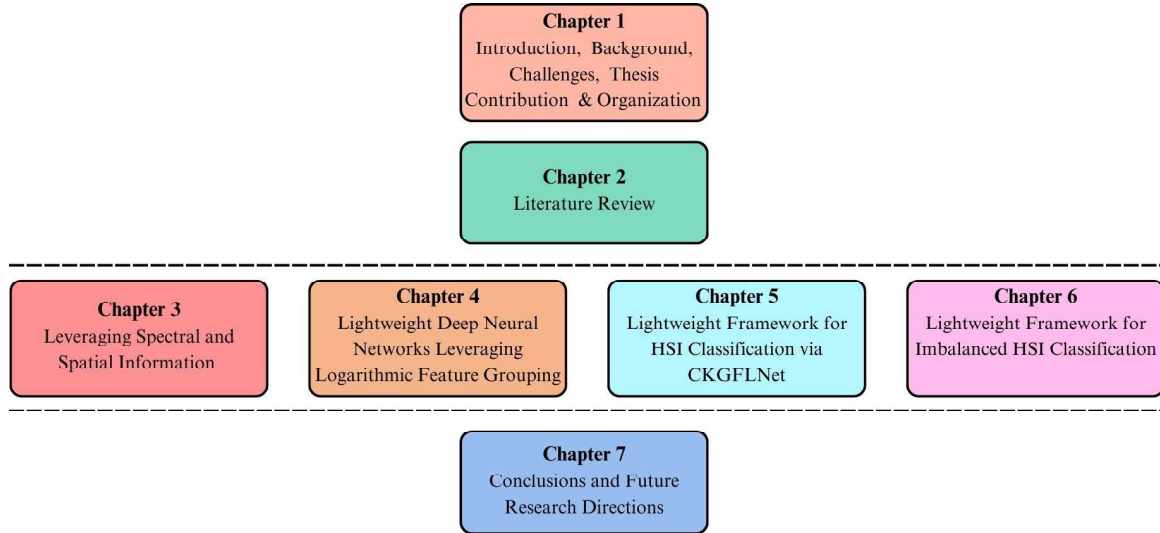 Chapter 1
Introduction, Background,
Challenges, Thesis
Contribution & Organization
Chapter 2
Literature Review
Chapter 3
Leveraging Spectral and
Spatial Information
Chapter 4
Lightweight Deep Neural
Networks Leveraging
Logarithmic Feature Grouping
Chapter 5
Lightweight Framework for
HSI Classification via
CKGFLNet
Chapter 6
Lightweight Framework for
Imbalanced HSI Classification
Chapter 7
Conclusions and Future
Research Directions